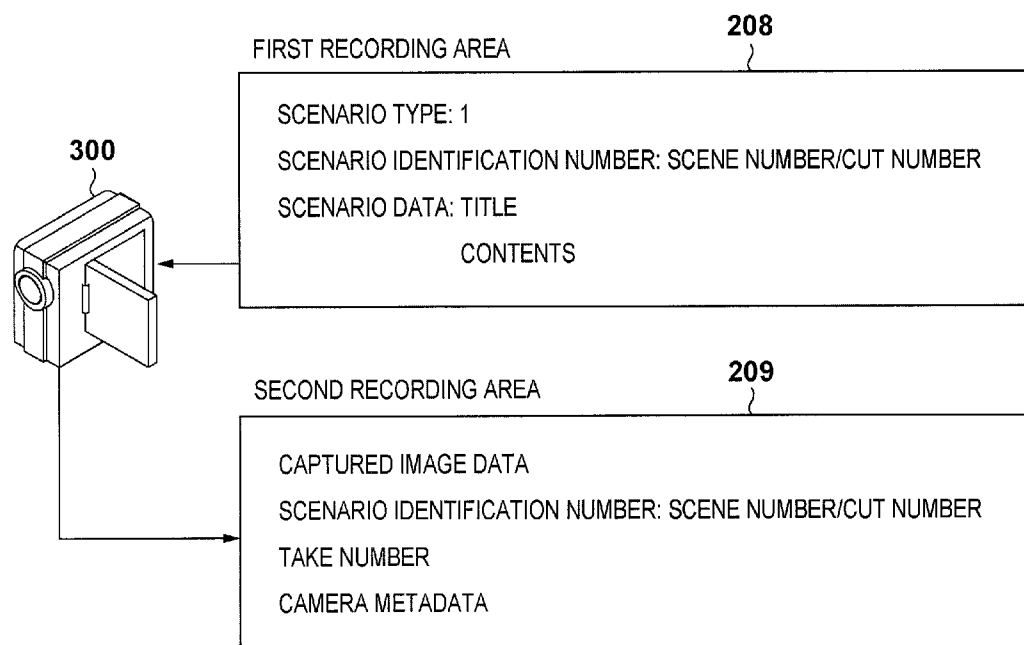 208
FIRST RECORDING AREA
SCENARIO TYPE: 1
SCENARIO IDENTIFICATION NUMBER: SCENE NUMBER/CUT NUMBER
SCENARIO DATA: TITLE
CONTENTS
300
209
SECOND RECORDING AREA
CAPTURED IMAGE DATA
SCENARIO IDENTIFICATION NUMBER: SCENE NUMBER/CUT NUMBER
TAKE NUMBER
CAMERA METADATA